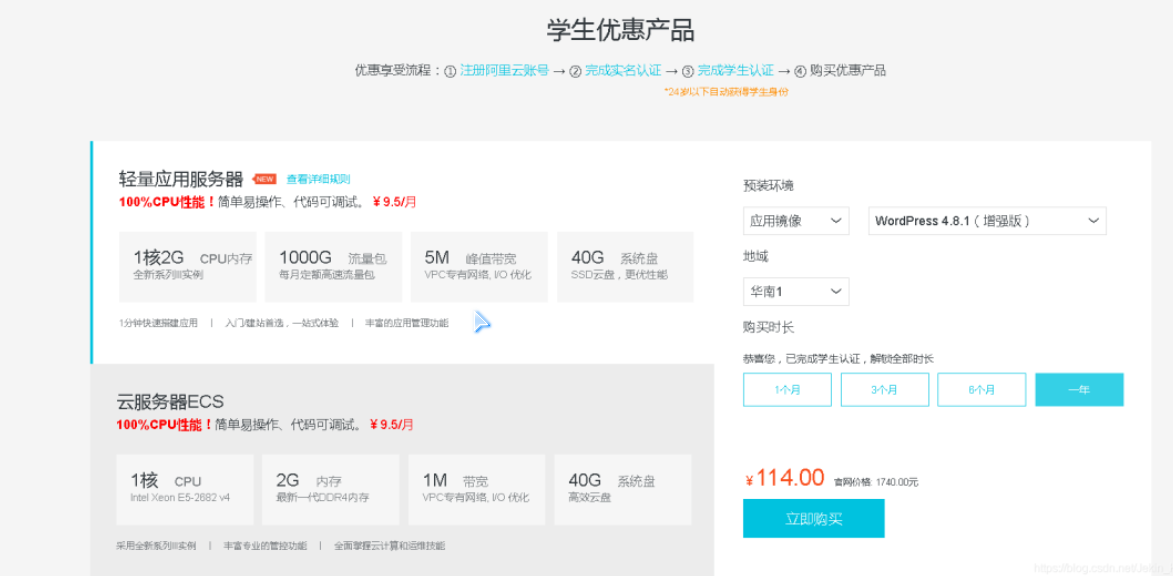 学生优惠产品
优惠享受流程：① 注册阿里云账号 → ② 完成实名认证 → ③ 完成学生认证 → ④ 购买优惠产品
*24岁以下自动获得学生身份
轻量应用服务器 NEW 查看详细规则
100%CPU性能！简单易操作、代码可调试。 ¥ 9.5/月
1核2G CPU内存 1000G 流量包 5M 峰值带宽 40G 系统盘
全新系列III实例 每月定额高速流量包 VPC专有网络, I/O 优化 SSD云盘，更优性能
1分钟快速搭建应用 | 入门/建站首选，一站式体验 | 丰富的应用管理功能
云服务器ECS
100%CPU性能！简单易操作、代码可调试。 ¥ 9.5/月
1核 CPU 2G 内存 1M 带宽 40G 系统盘
Intel Xeon E5-2682 v4 最新一代DDR4内存 VPC专有网络, I/O 优化 高效云盘
采用全新系列III实例 | 丰富专业的管控功能 | 全面掌握云计算和运维技能
预装环境
应用镜像 WordPress 4.8.1（增强版）
地域
华南1
购买时长
恭喜您，已完成学生认证，解锁全部时长
1个月 3个月 6个月 一年
¥114.00 官网价格: 1740.00元
立即购买